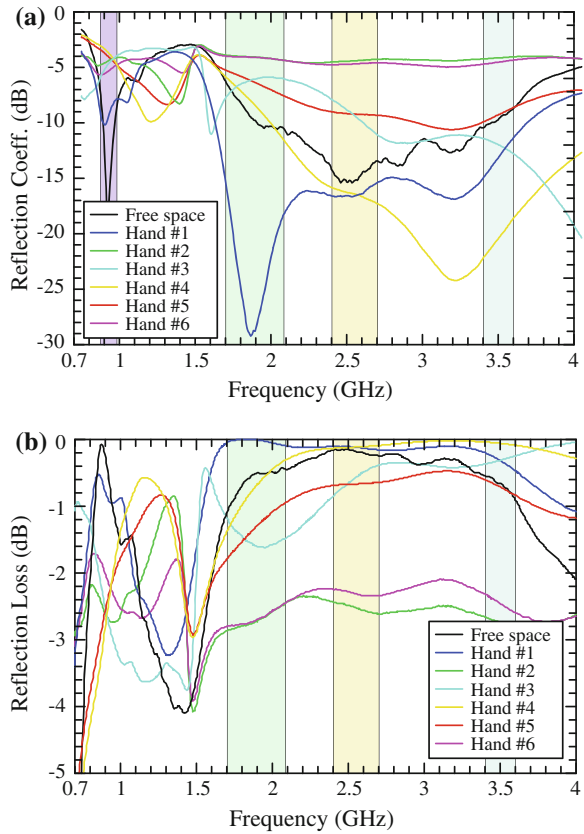 (a)
0
-5
-10
-15
-20
-25
-30
Reflection Coeff. (dB)
Free space
Hand #1
Hand #2
Hand #3
Hand #4
Hand #5
Hand #6
0.7 1 1.5 2 2.5 3 3.5 4
Frequency (GHz)
(b)
0
-1
-2
-3
-4
-5
Reflection Loss (dB)
Free space
Hand #1
Hand #2
Hand #3
Hand #4
Hand #5
Hand #6
0.7 1 1.5 2 2.5 3 3.5 4
Frequency (GHz)